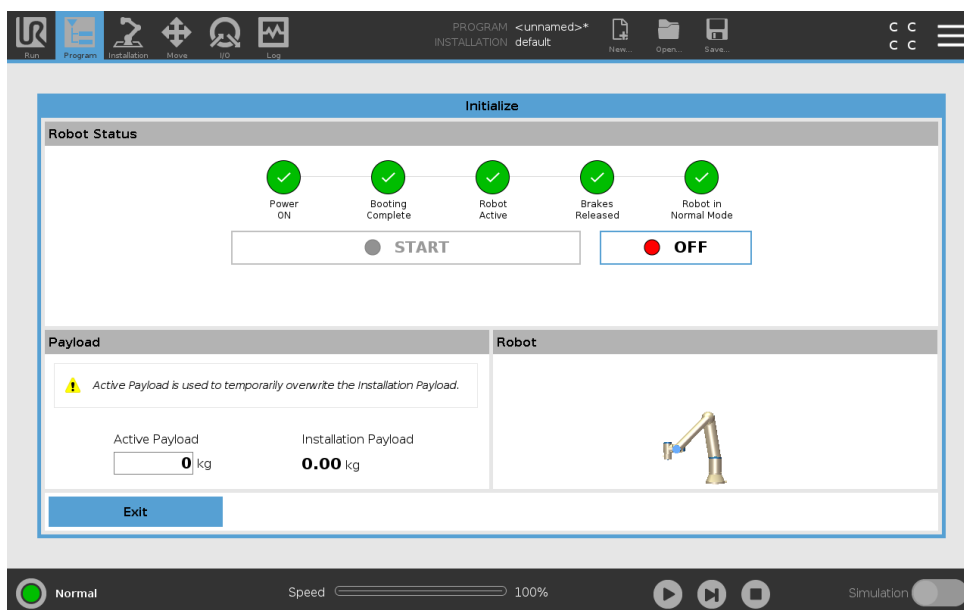 UR
PROGRAM <unnamed>*
INSTALLATION default
Run Program Installation Move I/O Log New... Open... Save...
C C
C C
Initialize
Robot Status
Power ON
Booting Complete
Robot Active
Brakes Released
Robot in Normal Mode
START OFF
Payload
Active Payload is used to temporarily overwrite the Installation Payload.
Active Payload Installation Payload
0 kg 0.00 kg
Robot
Exit
Normal Speed 100% Simulation